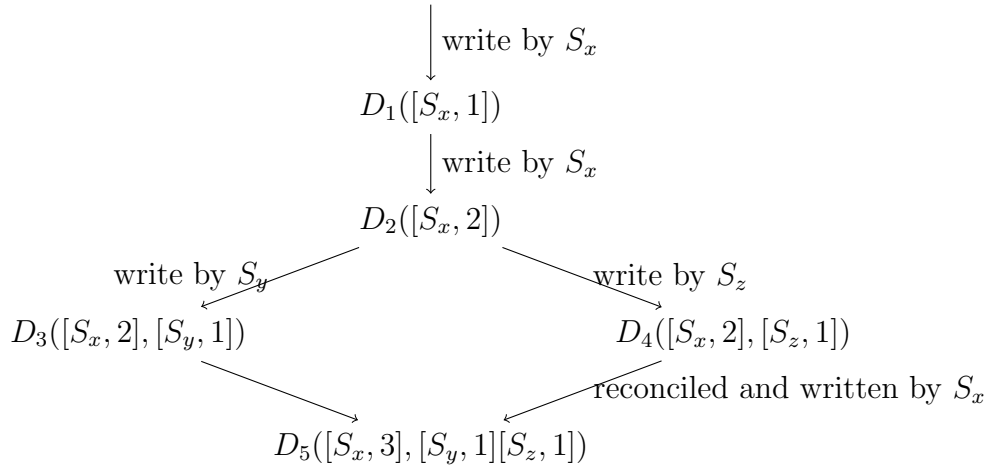 write by $S_x$
$D_1([S_x, 1])$
write by $S_x$
$D_2([S_x, 2])$
write by $S_y$
write by $S_z$
$D_3([S_x, 2], [S_y, 1])$
$D_4([S_x, 2], [S_z, 1])$
reconciled and written by $S_x$
$D_5([S_x, 3], [S_y, 1][S_z, 1])$